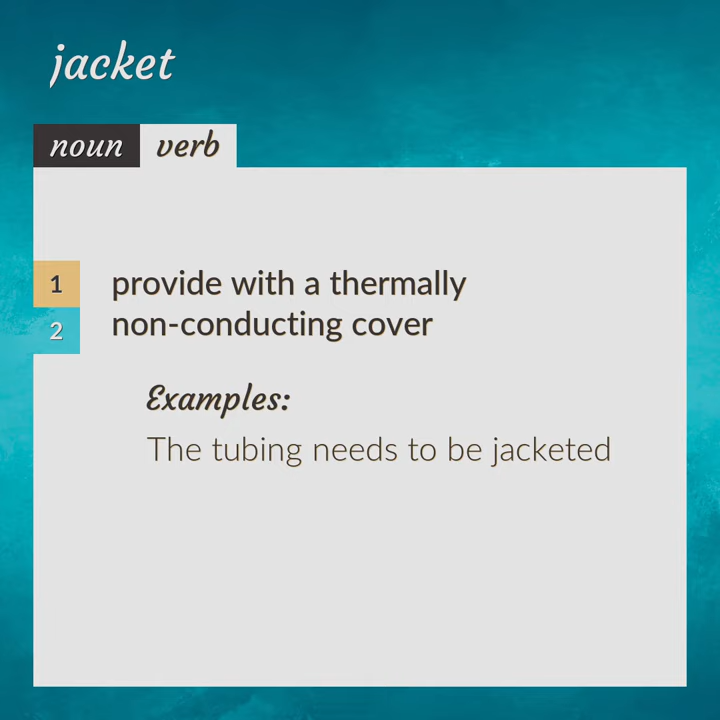 jacket
noun verb
1 provide with a thermally
2 non-conducting cover
Examples:
The tubing needs to be jacketed